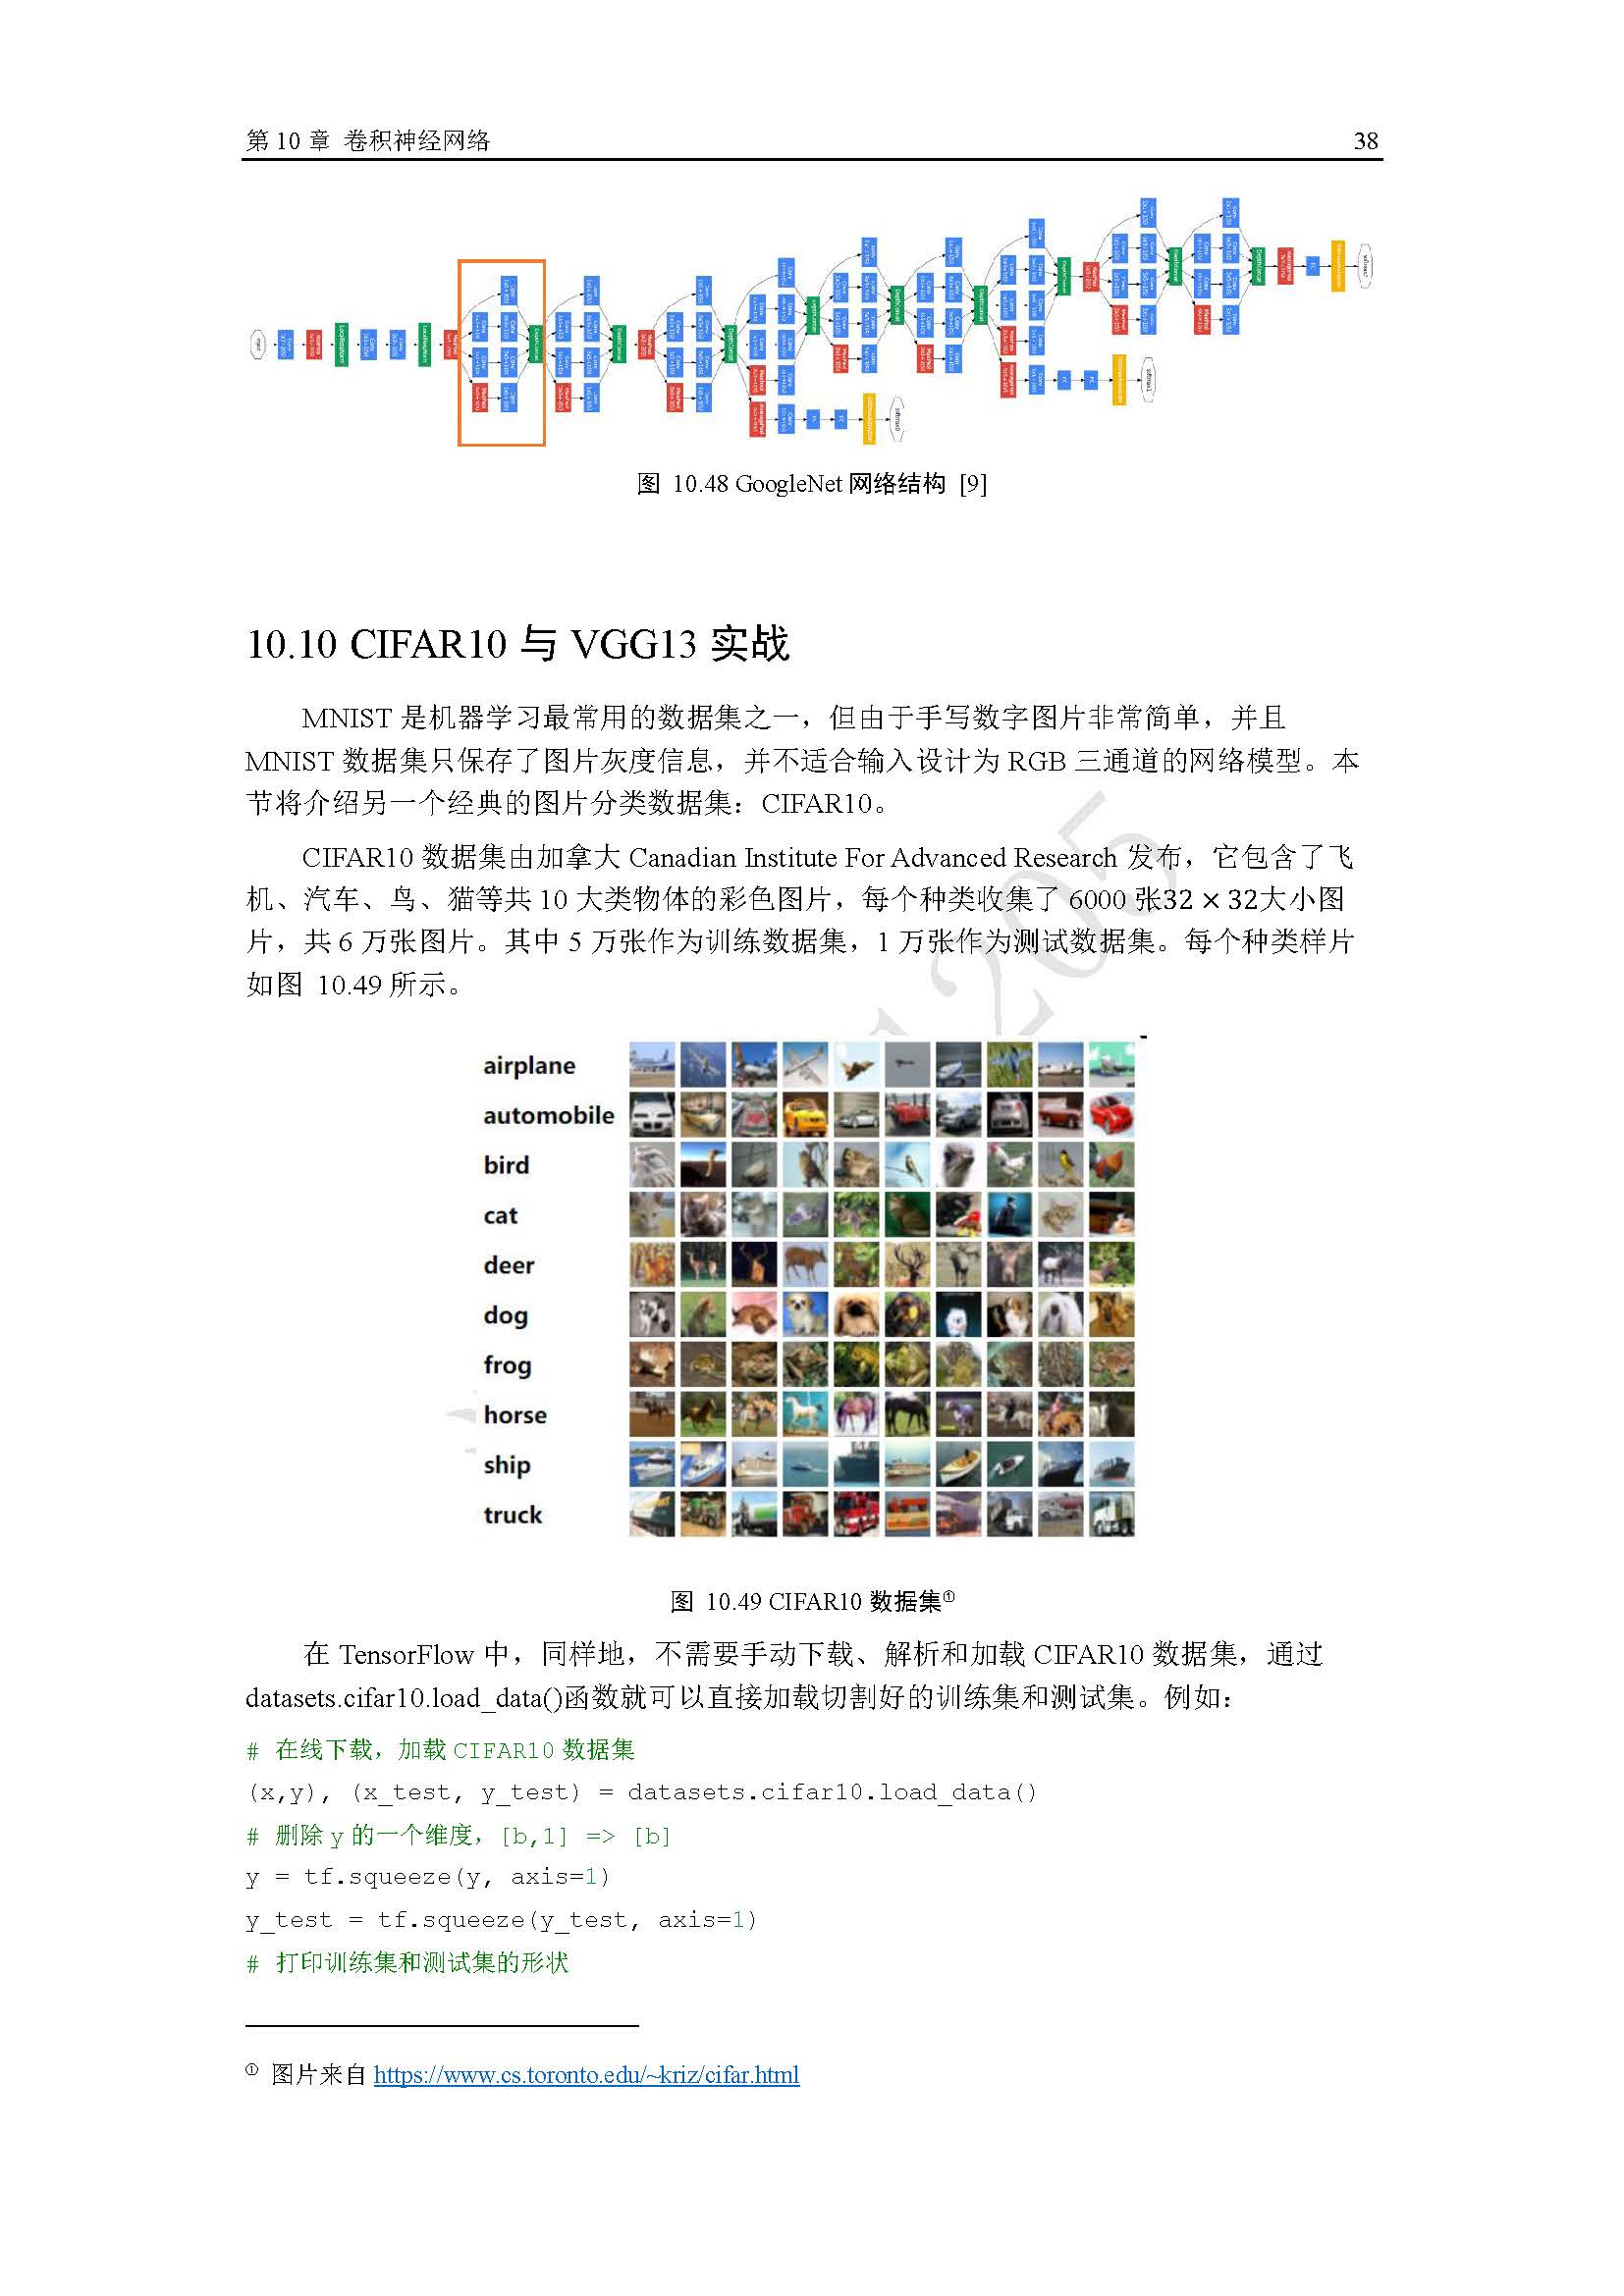 第 10 章 卷积神经网络 38
图 10.48 GoogleNet 网络结构 [9]
10.10 CIFAR10 与 VGG13 实战
MNIST 是机器学习最常用的数据集之一，但由于手写数字图片非常简单，并且
MNIST 数据集只保存了图片灰度信息，并不适合输入设计为 RGB 三通道的网络模型。本
节将介绍另一个经典的图片分类数据集：CIFAR10。
CIFAR10 数据集由加拿大 Canadian Institute For Advanced Research 发布，它包含了飞
机、汽车、鸟、猫等共 10 大类物体的彩色图片，每个种类收集了 6000 张32 × 32大小图
片，共 6 万张图片。其中 5 万张作为训练数据集，1 万张作为测试数据集。每个种类样片
如图 10.49 所示。
airplane
automobile
bird
cat
deer
dog
frog
horse
ship
truck
图 10.49 CIFAR10 数据集①
在 TensorFlow 中，同样地，不需要手动下载、解析和加载 CIFAR10 数据集，通过
datasets.cifar10.load_data()函数就可以直接加载切割好的训练集和测试集。例如：
# 在线下载，加载 CIFAR10 数据集
(x,y), (x_test, y_test) = datasets.cifar10.load_data()
# 删除 y 的一个维度，[b,1] => [b]
y = tf.squeeze(y, axis=1)
y_test = tf.squeeze(y_test, axis=1)
# 打印训练集和测试集的形状
① 图片来自 https://www.cs.toronto.edu/~kriz/cifar.html